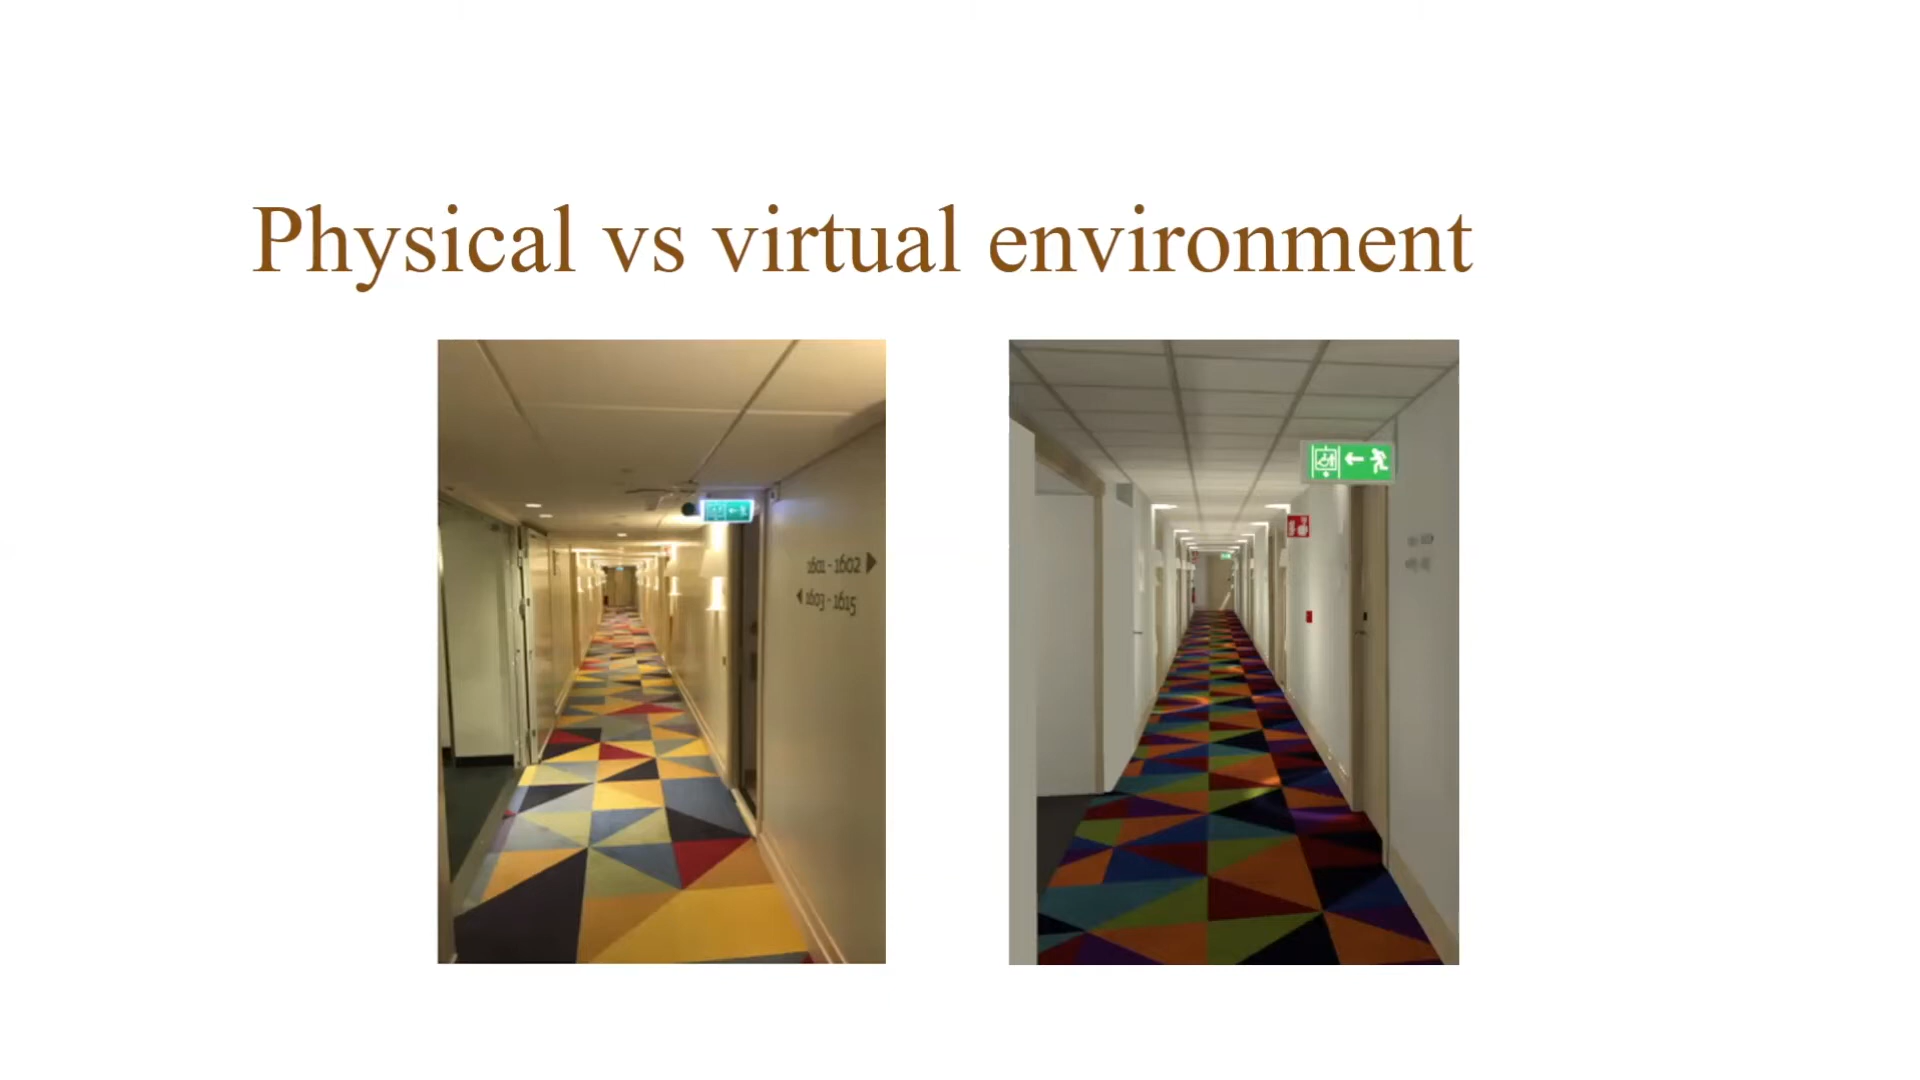 Physical vs virtual environment
1601 - 1602
1603 - 1615